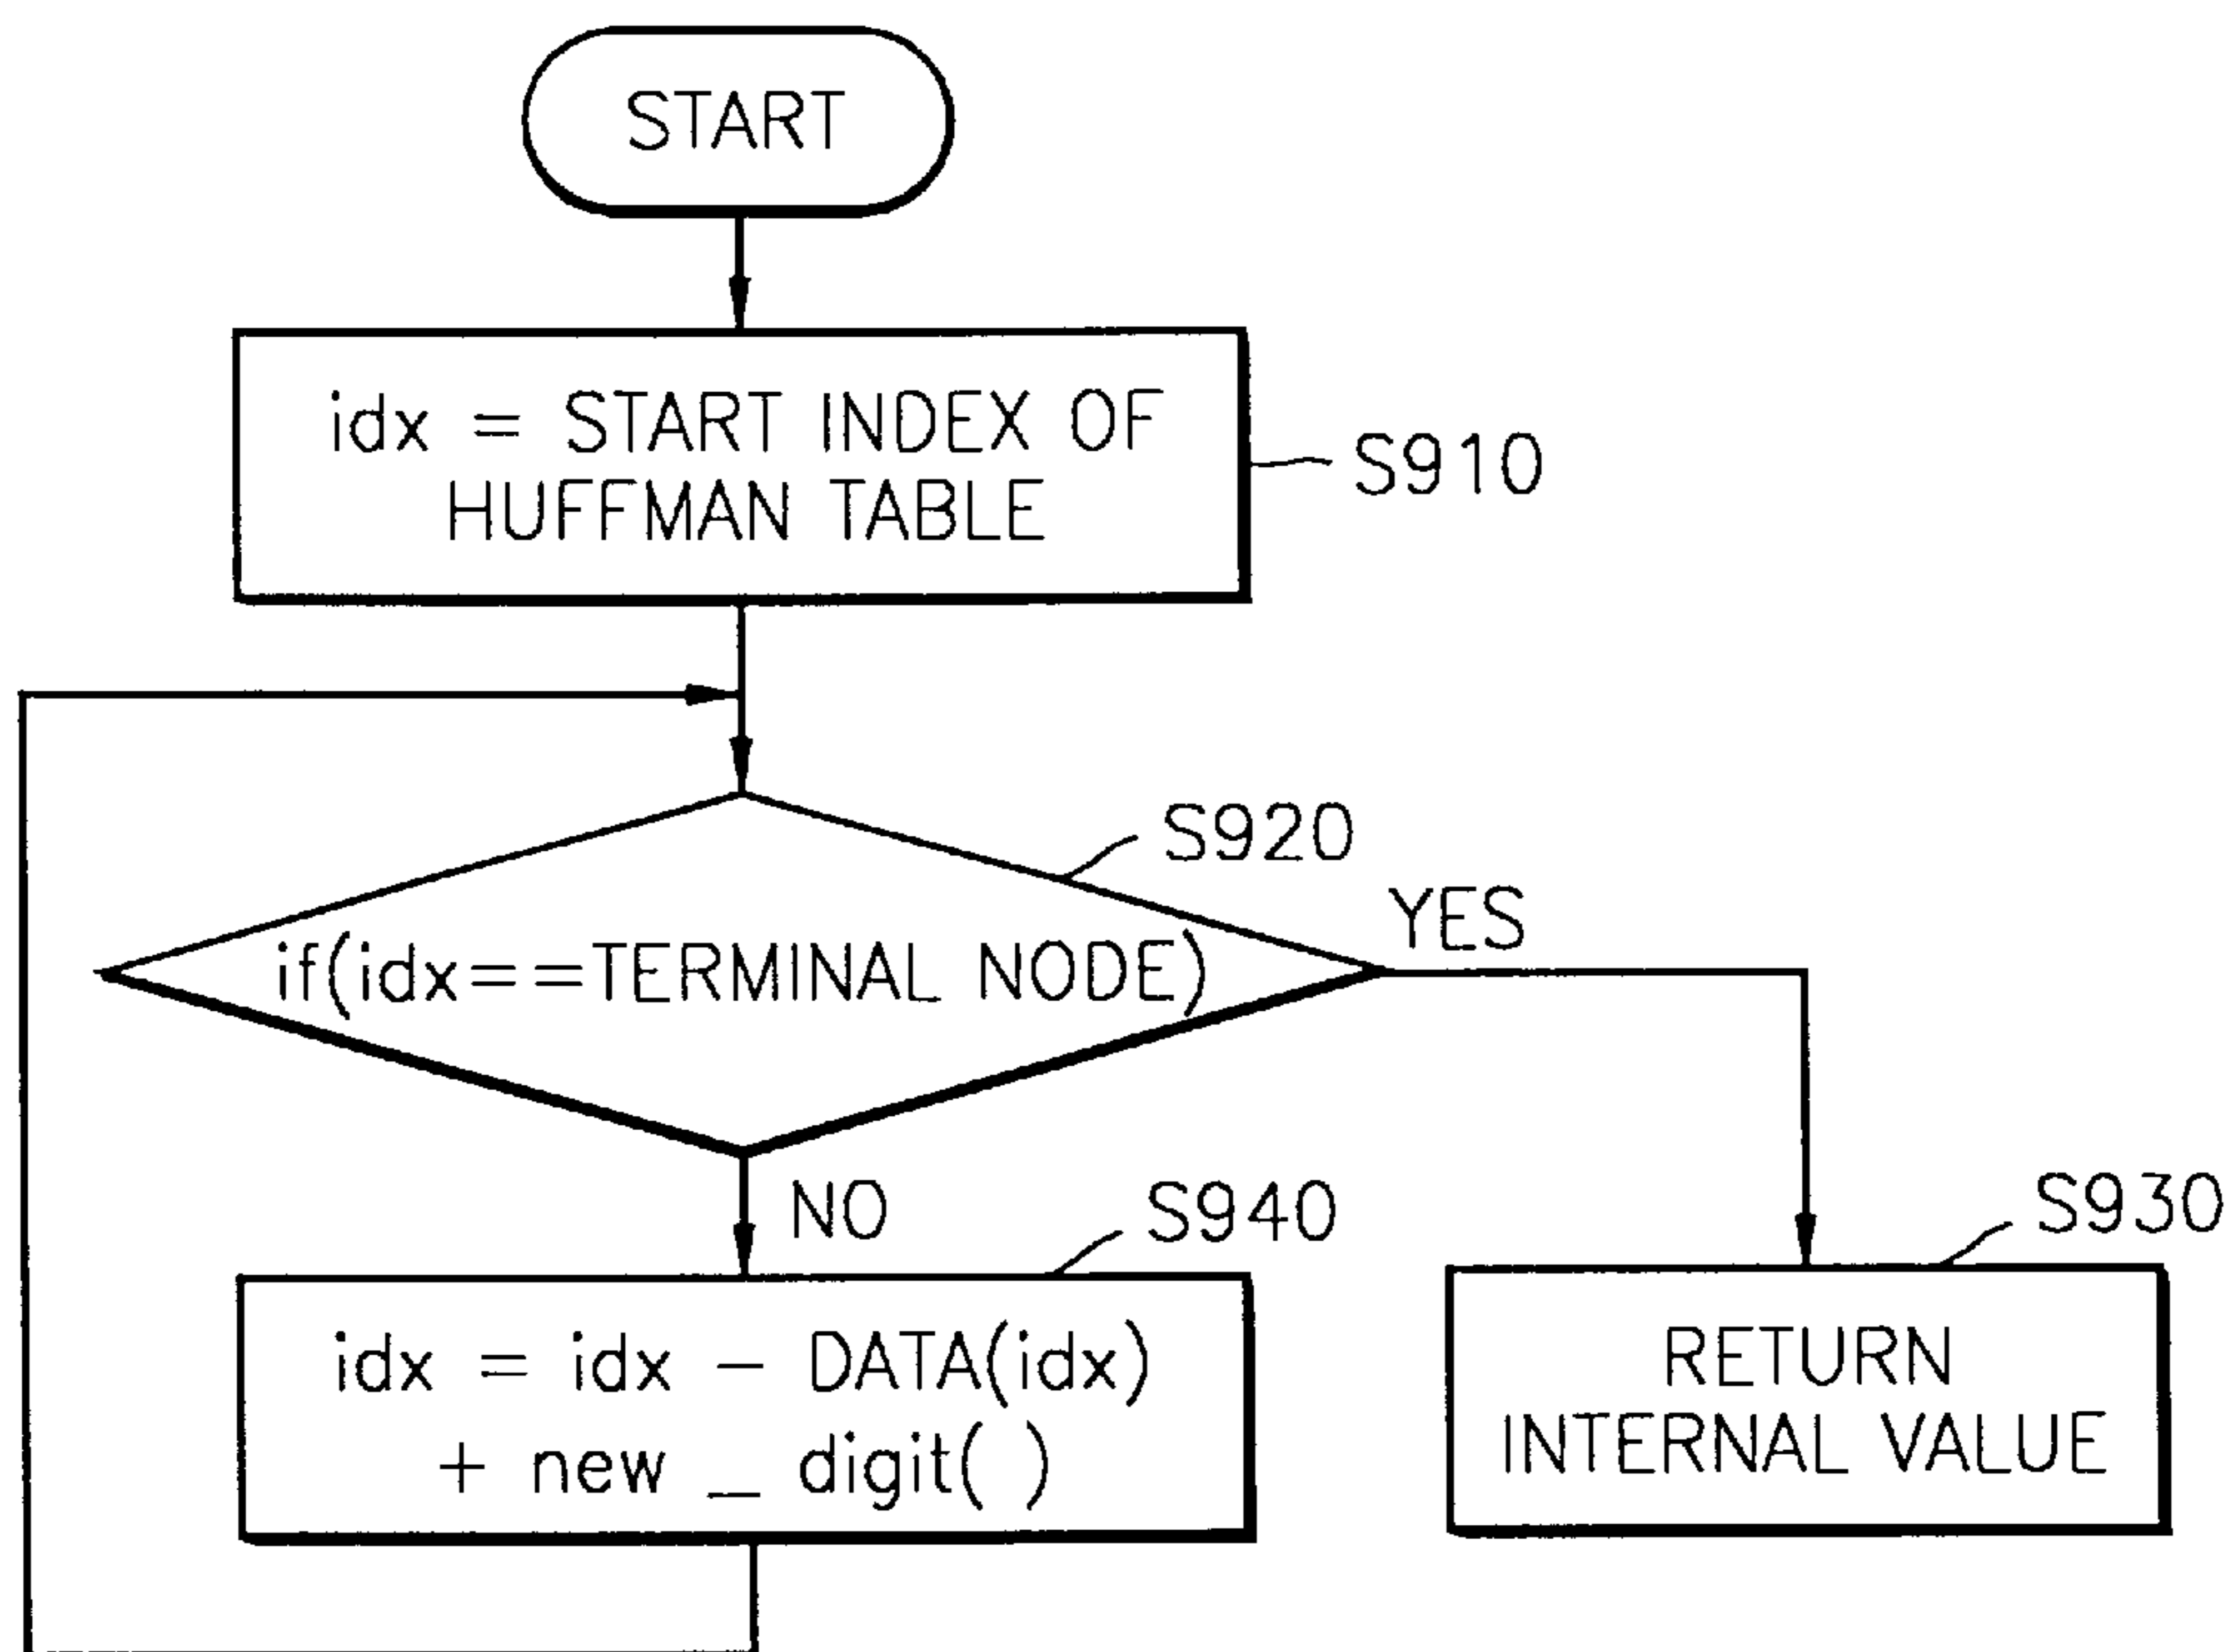 START
idx = START INDEX OF
HUFFMAN TABLE
S910
S920
if(idx==TERMINAL NODE)
YES
NO
S940
S930
idx = idx - DATA(idx)
+ new _ digit( )
RETURN
INTERNAL VALUE